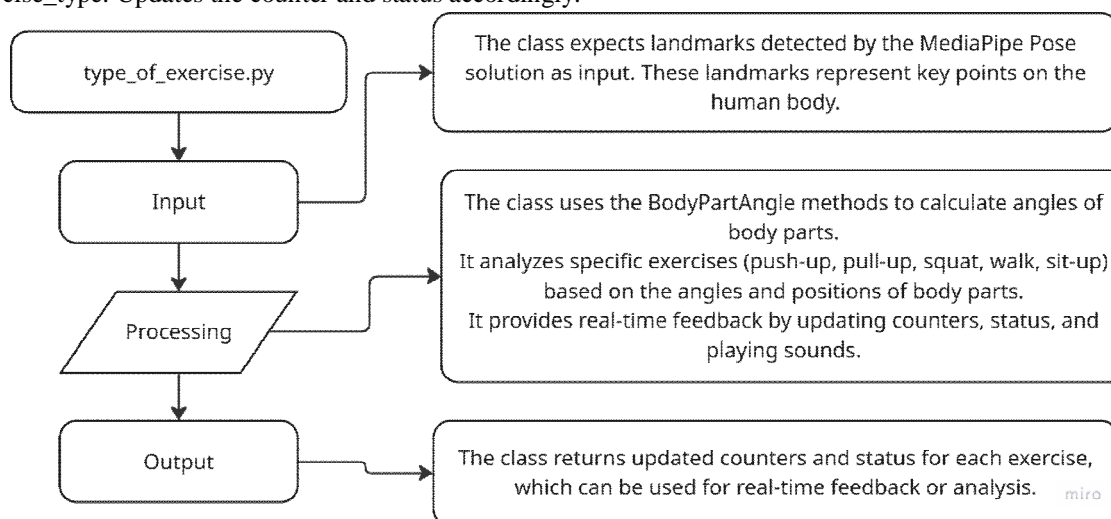 cise_type. Updates the counter and status accordingly.
type_of_exercise.py
The class expects landmarks detected by the MediaPipe Pose
solution as input. These landmarks represent key points on the
human body.
Input
The class uses the BodyPartAngle methods to calculate angles of
body parts.
It analyzes specific exercises (push-up, pull-up, squat, walk, sit-up)
based on the angles and positions of body parts.
It provides real-time feedback by updating counters, status, and
playing sounds.
Processing
Output
The class returns updated counters and status for each exercise,
which can be used for real-time feedback or analysis.
miro